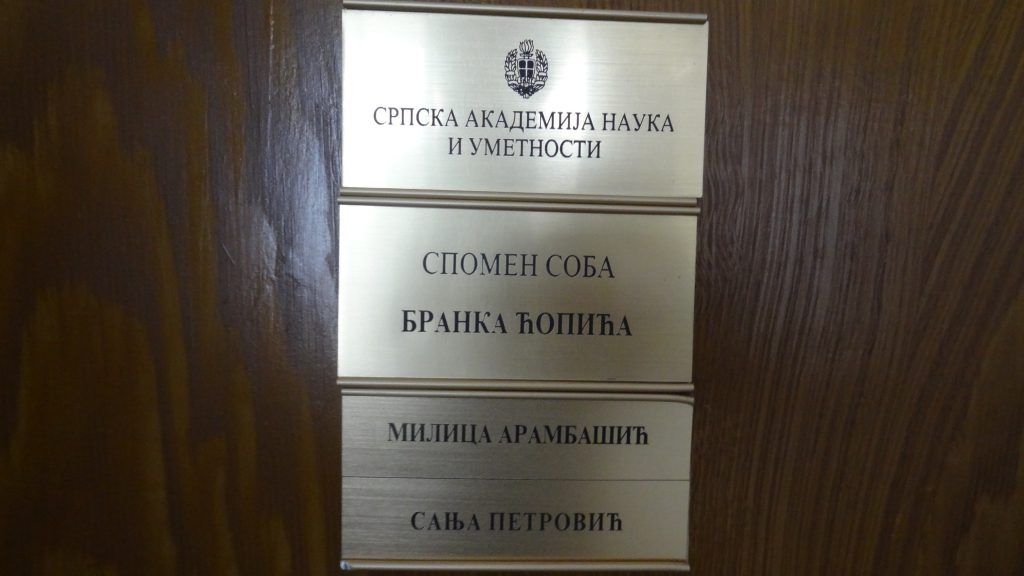 СРПСКА АКАДЕМИЈА НАУКА
И УМЕТНОСТИ
СПОМЕН СОБА
БРАНКА ЋОПИЋА
МИЛИЦА АРАМБАШИЋ
САЊА ПЕТРОВИЋ